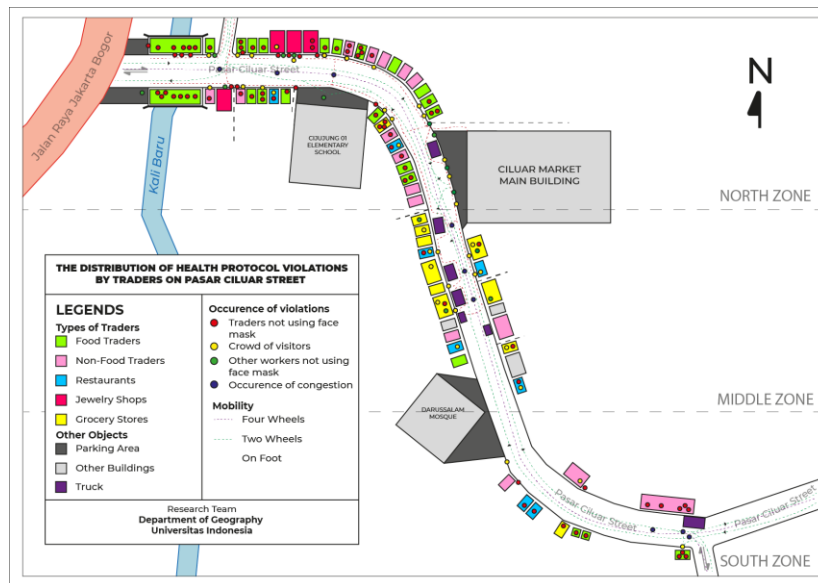 Jalan Raya Jakarta Bogor
Kali Baru
Pasar Ciluar Street
CIJUJUNG 01
ELEMENTARY
SCHOOL
N
CILUAR MARKET
MAIN BUILDING
NORTH ZONE
THE DISTRIBUTION OF HEALTH PROTOCOL VIOLATIONS
BY TRADERS ON PASAR CILUAR STREET
LEGENDS
Types of Traders
Food Traders
Non-Food Traders
Restaurants
Jewelry Shops
Grocery Stores
Other Objects
Parking Area
Other Buildings
Truck
Occurence of violations
Traders not using face
mask
Crowd of visitors
Other workers not using
face mask
Occurence of congestion
Mobility
Four Wheels
Two Wheels
On Foot
Research Team
Department of Geography
Universitas Indonesia
DARUSSALAM
MOSQUE
MIDDLE ZONE
Pasar Ciluar Street
Pasar Ciluar Street
SOUTH ZONE